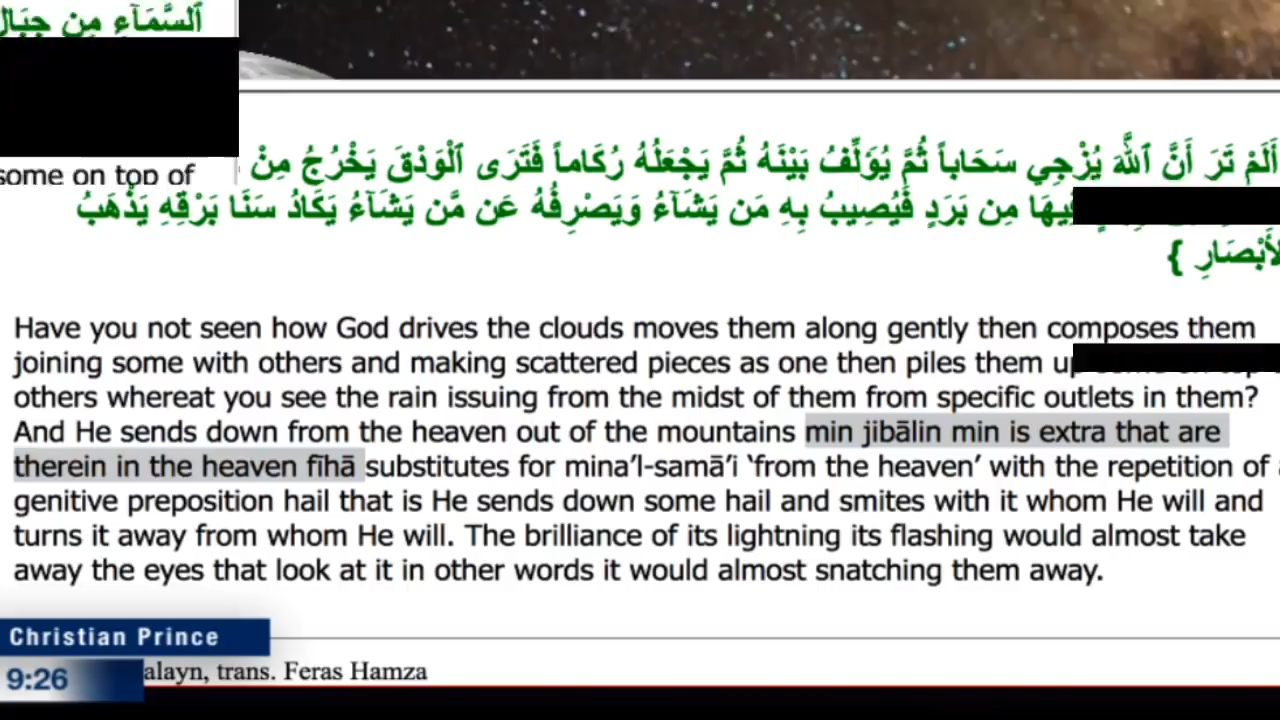 ٱلسَّمَآءِ مِن جِبَالٍ
some on top of
أَلَمْ تَرَ أَنَّ ٱللَّهَ يُزْجِي سَحَاباً ثُمَّ يُؤَلِّفُ بَيْنَهُ ثُمَّ يَجْعَلُهُ رُكَاماً فَتَرَى ٱلْوَدْقَ يَخْرُجُ مِنْ
فِيهَا مِن بَرَدٍ فَيُصِيبُ بِهِ مَن يَشَآءُ وَيَصْرِفُهُ عَن مَّن يَشَآءُ يَكَادُ سَنَا بَرْقِهِ يَذْهَبُ
لأَبْصَارِ }
Have you not seen how God drives the clouds moves them along gently then composes them
joining some with others and making scattered pieces as one then piles them up
others whereat you see the rain issuing from the midst of them from specific outlets in them?
And He sends down from the heaven out of the mountains min jibālin min is extra that are
therein in the heaven fīhā substitutes for mina’l-samā’i ‘from the heaven’ with the repetition of
genitive preposition hail that is He sends down some hail and smites with it whom He will and
turns it away from whom He will. The brilliance of its lightning its flashing would almost take
away the eyes that look at it in other words it would almost snatching them away.
Christian Prince
9:26 alayn, trans. Feras Hamza